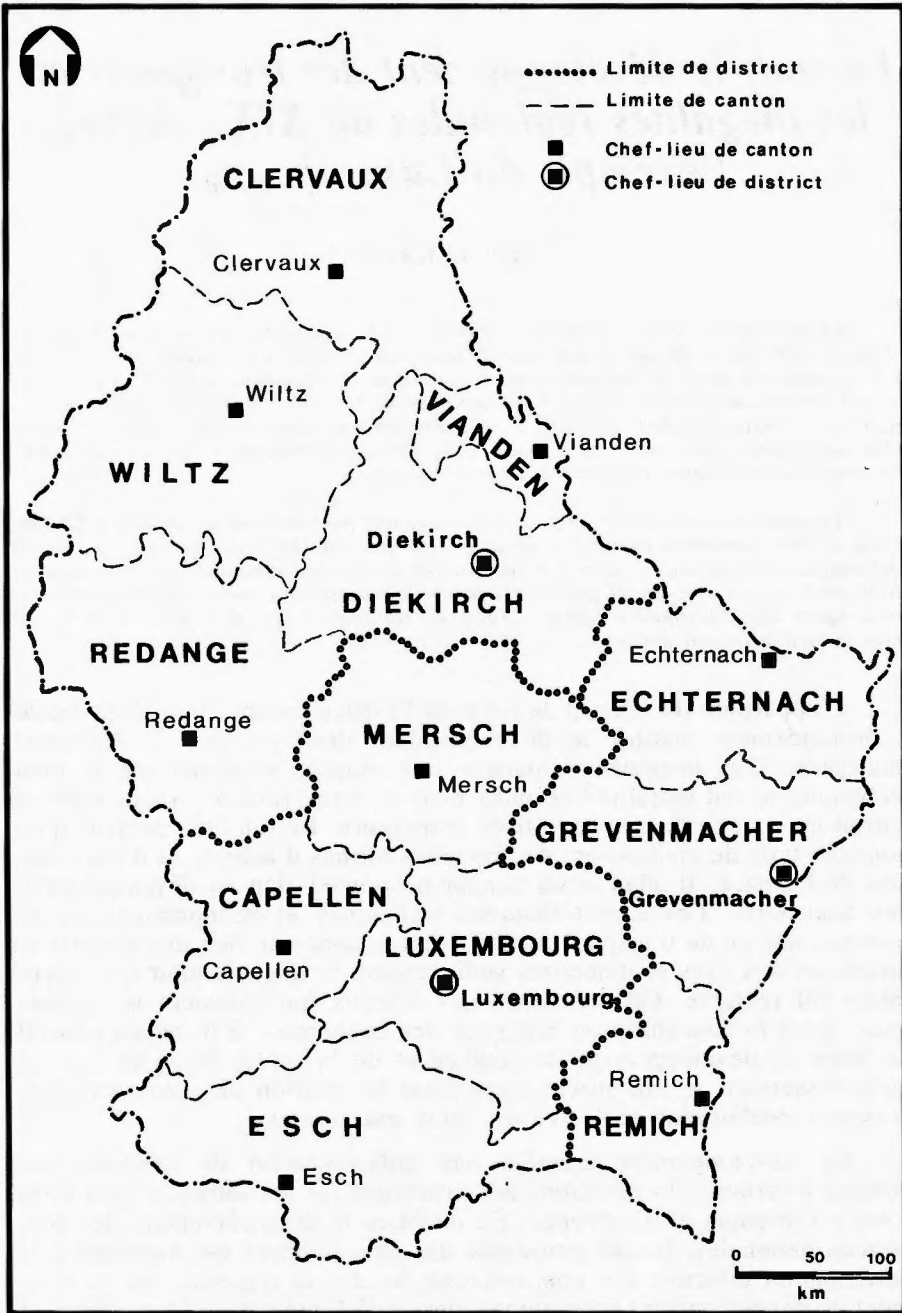 N
Limite de district
Limite de canton
Chef-lieu de canton
Chef-lieu de district
CLERVAUX
Clervaux
Wiltz
VIANDEN
Vianden
WILTZ
Diekirch
DIEKIRCH
REDANGE
Echternach
ECHTERNACH
Redange
MERSCH
Mersch
GREVENMACHER
Grevenmacher
CAPELLEN
LUXEMBOURG
Capellen
Luxembourg
Remich
ESCH
REMICH
Esch
0 50 100
km